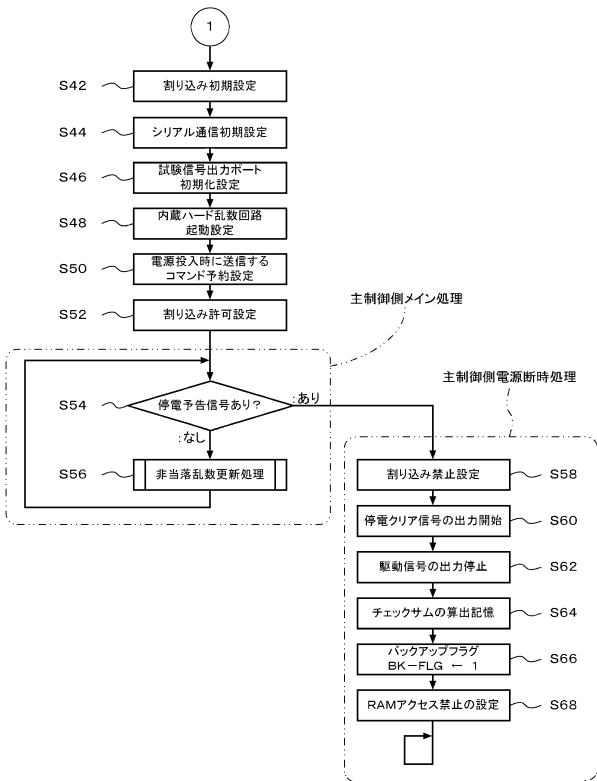 1
S42
割り込み初期設定
S44
シリアル通信初期設定
S46
試験信号出力ポート
初期化設定
S48
内蔵ハード乱数回路
起動設定
S50
電源投入時に送信する
コマンド予約設定
S52
割り込み許可設定
主制御側メイン処理
S54
停電予告信号あり?
:あり
:なし
S56
非当落乱数更新処理
主制御側電源断時処理
割り込み禁止設定
S58
停電クリア信号の出力開始
S60
駆動信号の出力停止
S62
チェックサムの算出記憶
S64
バックアップフラグ
BK-FLG ← 1
S66
RAMアクセス禁止の設定
S68